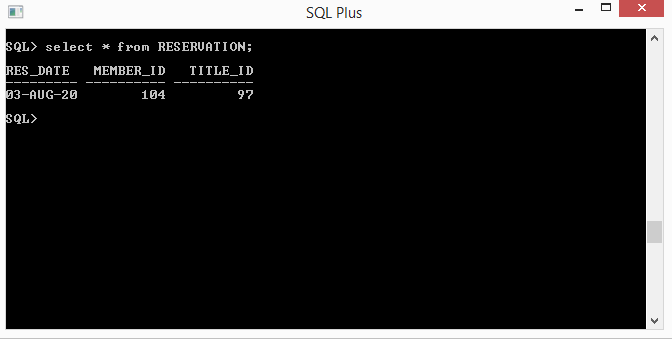 SQL Plus
SQL> select * from RESERVATION;
RES_DATE   MEMBER_ID   TITLE_ID
--------- ---------- ----------
03-AUG-20        104         97
SQL>